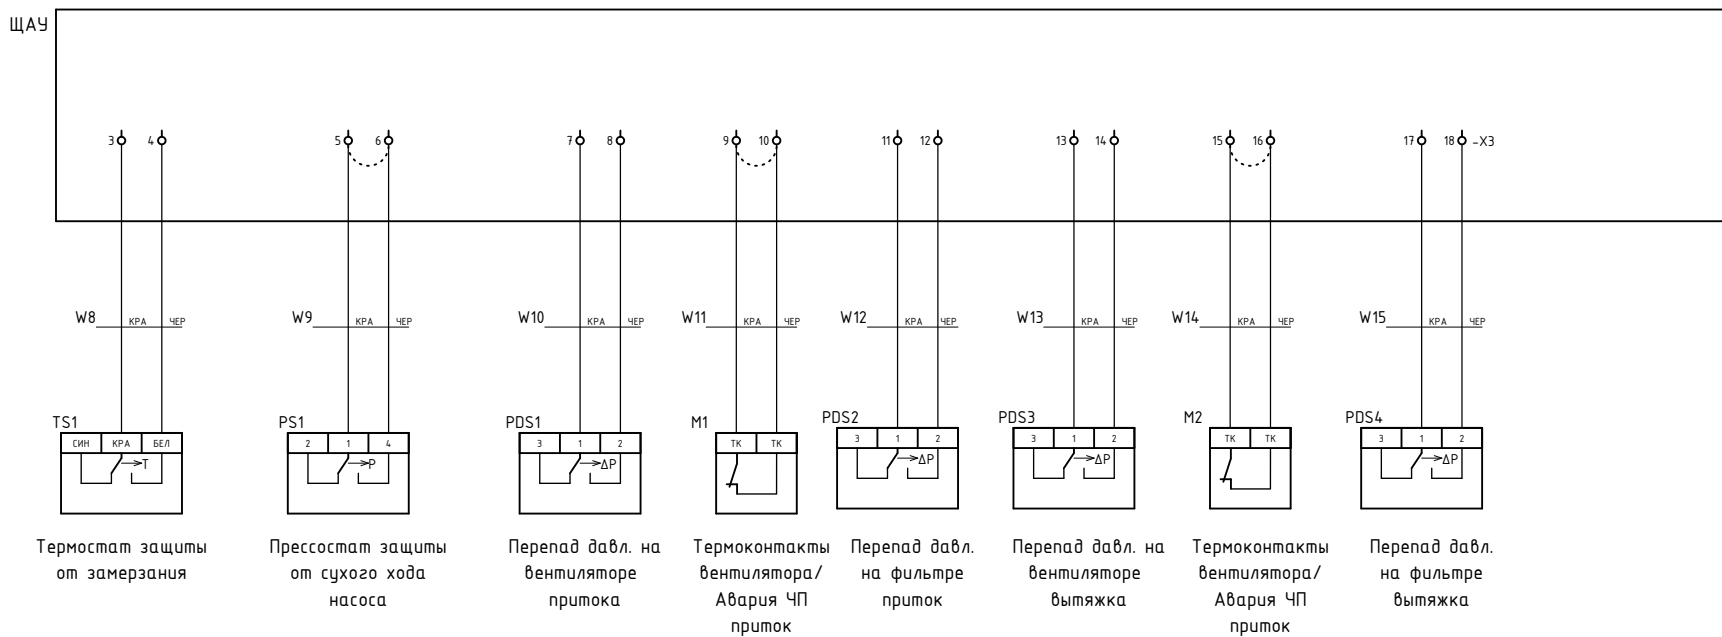 ЩАУ
3 4 5 6 7 8 9 10 11 12 13 14 15 16 17 18 -X3
W8 КРА ЧЕР W9 КРА ЧЕР W10 КРА ЧЕР W11 КРА ЧЕР W12 КРА ЧЕР W13 КРА ЧЕР W14 КРА ЧЕР W15 КРА ЧЕР
TS1 PS1 PDS1 M1 PDS2 PDS3 M2 PDS4
СИН КРА БЕЛ 2 1 4 3 1 2 ТК ТК 3 1 2 3 1 2 ТК ТК 3 1 2
T P ΔP ΔP ΔP ΔP
Термостат защиты
от замерзания
Прессостат защиты
от сухого хода
насоса
Перепад давл. на
вентиляторе
притока
Термоконтакты
вентилятора/
Авария ЧП
приток
Перепад давл.
на фильтре
приток
Перепад давл. на
вентиляторе
вытяжка
Термоконтакты
вентилятора/
Авария ЧП
приток
Перепад давл.
на фильтре
вытяжка